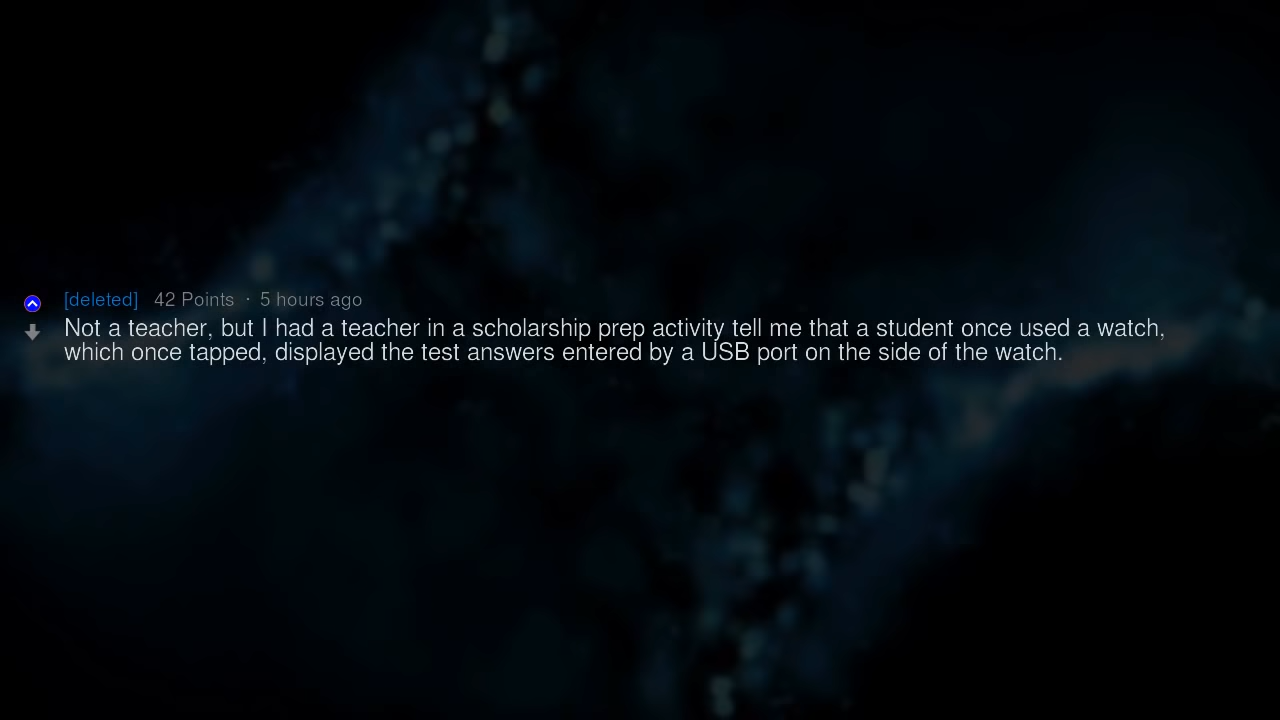 [deleted] 42 Points · 5 hours ago
Not a teacher, but I had a teacher in a scholarship prep activity tell me that a student once used a watch,
which once tapped, displayed the test answers entered by a USB port on the side of the watch.